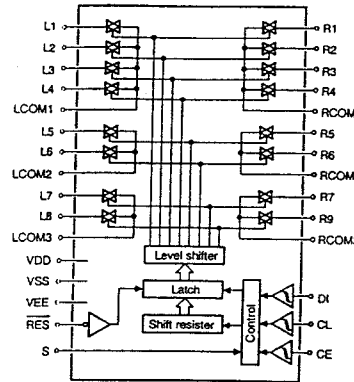 L1 R1
L2 R2
L3 R3
L4 R4
LCOM1 RCOM
L5 R5
L6 R6
LCOM2 RCOM
L7 R7
L8 R9
LCOM3 RCOM
VDD Level shifter
VSS Latch DI
VEE
RES Shift resister Control CL
S CE